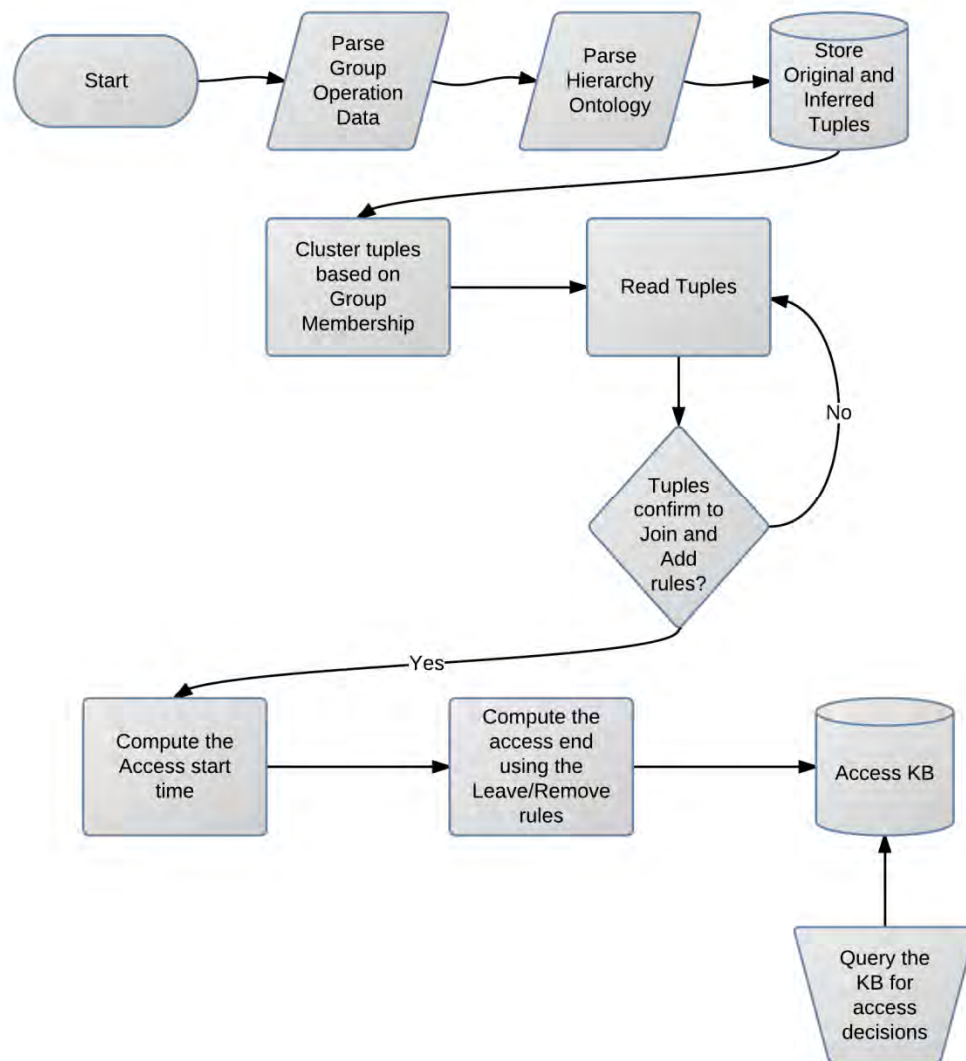 Start
Parse
Group
Operation
Data
Parse
Hierarchy
Ontology
Store
Original and
Inferred
Tuples
Cluster tuples
based on
Group
Membership
Read Tuples
No
Tuples
confirm to
Join and
Add
rules?
Yes
Compute the
Access start
time
Compute the
access end
using the
Leave/Remove
rules
Access KB
Query the
KB for
access
decisions